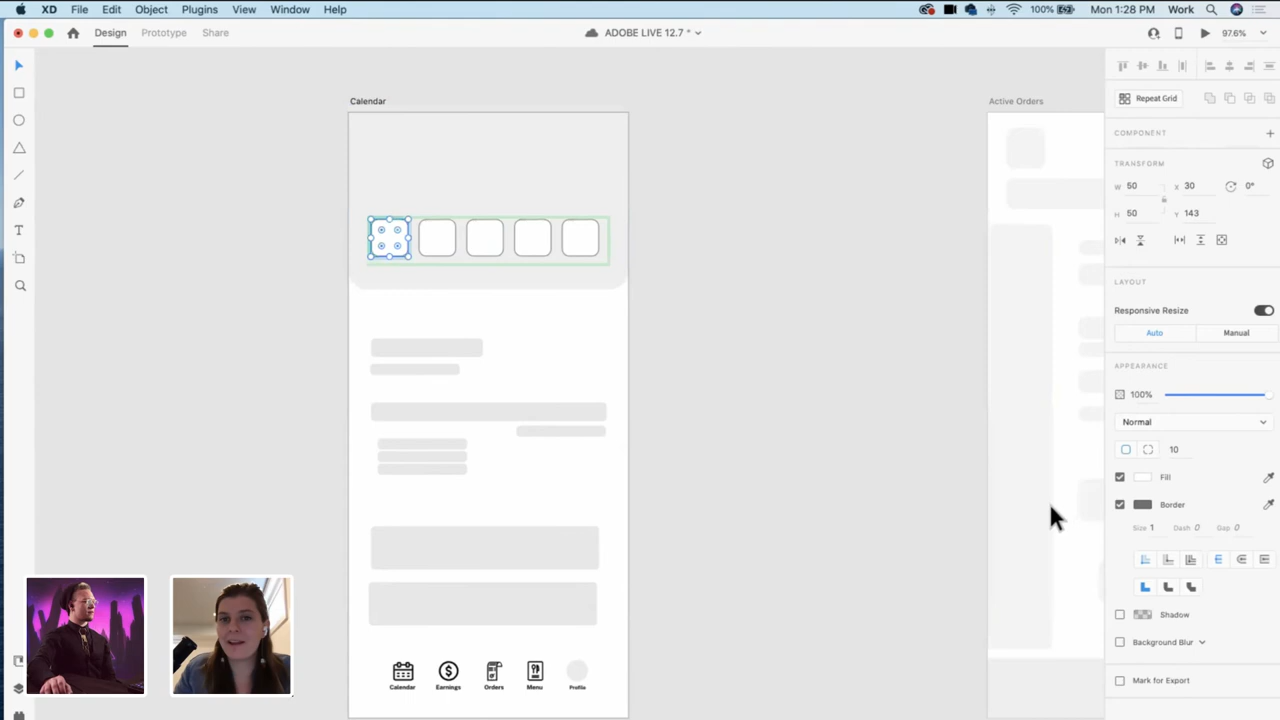 XD File Edit Object Plugins View Window Help 100% Mon 1:28 PM Work
Design Prototype Share ADOBE LIVE 12.7 * 97.6%
Calendar
Active Orders
Repeat Grid
COMPONENT
TRANSFORM
W 50 X 30 0°
H 50 Y 143
LAYOUT
Responsive Resize
Auto Manual
APPEARANCE
100%
Normal
10
Fill
Border
Size 1 Dash 0 Gap 0
Shadow
Background Blur
Mark for Export
Calendar Earnings Orders Menu Profile